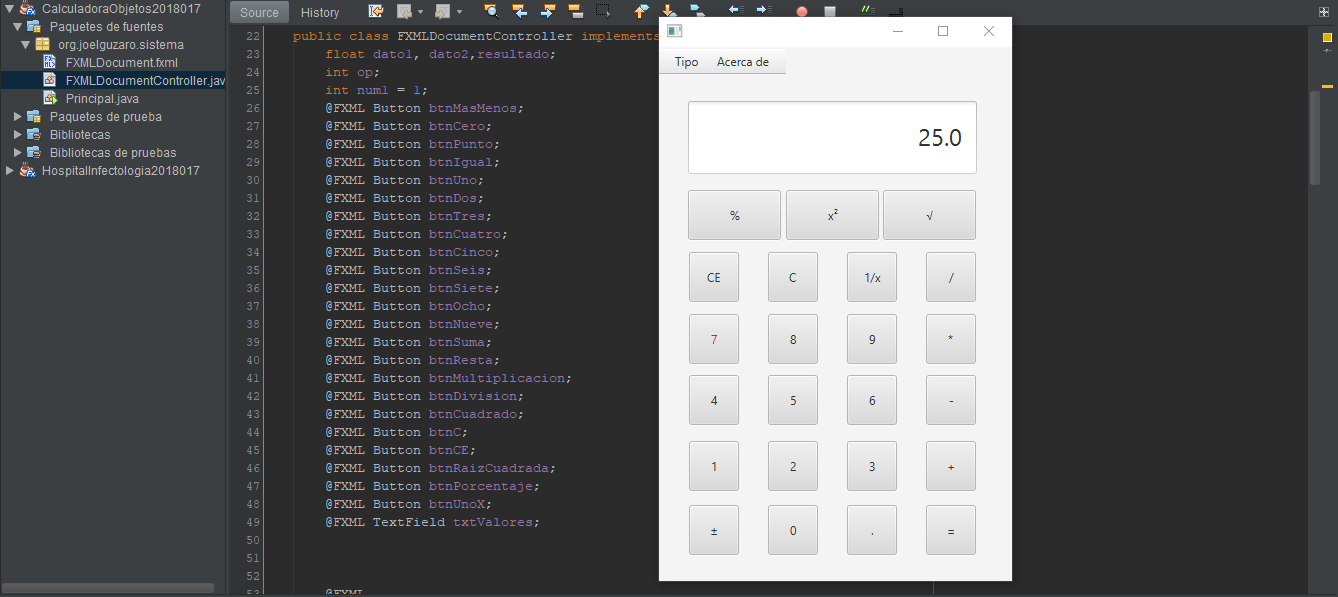 CalculadoraObjetos2018017
Paquetes de fuentes
org.joelguzaro.sistema
FXMLDocument.fxml
FXMLDocumentController.jav
Principal.java
Paquetes de prueba
Bibliotecas
Bibliotecas de pruebas
HospitalInfectologia2018017
Source History
22 public class FXMLDocumentController implements
23 float dato1, dato2,resultado;
24 int op;
25 int num1 = 1;
26 @FXML Button btnMasMenos;
27 @FXML Button btnCero;
28 @FXML Button btnPunto;
29 @FXML Button btnIgual;
30 @FXML Button btnUno;
31 @FXML Button btnDos;
32 @FXML Button btnTres;
33 @FXML Button btnCuatro;
34 @FXML Button btnCinco;
35 @FXML Button btnSeis;
36 @FXML Button btnSiete;
37 @FXML Button btnOcho;
38 @FXML Button btnNueve;
39 @FXML Button btnSuma;
40 @FXML Button btnResta;
41 @FXML Button btnMultiplicacion;
42 @FXML Button btnDivision;
43 @FXML Button btnCuadrado;
44 @FXML Button btnC;
45 @FXML Button btnCE;
46 @FXML Button btnRaizCuadrada;
47 @FXML Button btnPorcentaje;
48 @FXML Button btnUnoX;
49 @FXML TextField txtValores;
50
51
52
53 @FXML
Tipo Acerca de
25.0
% x² √
CE C 1/x /
7 8 9 *
4 5 6 -
1 2 3 +
± 0 . =